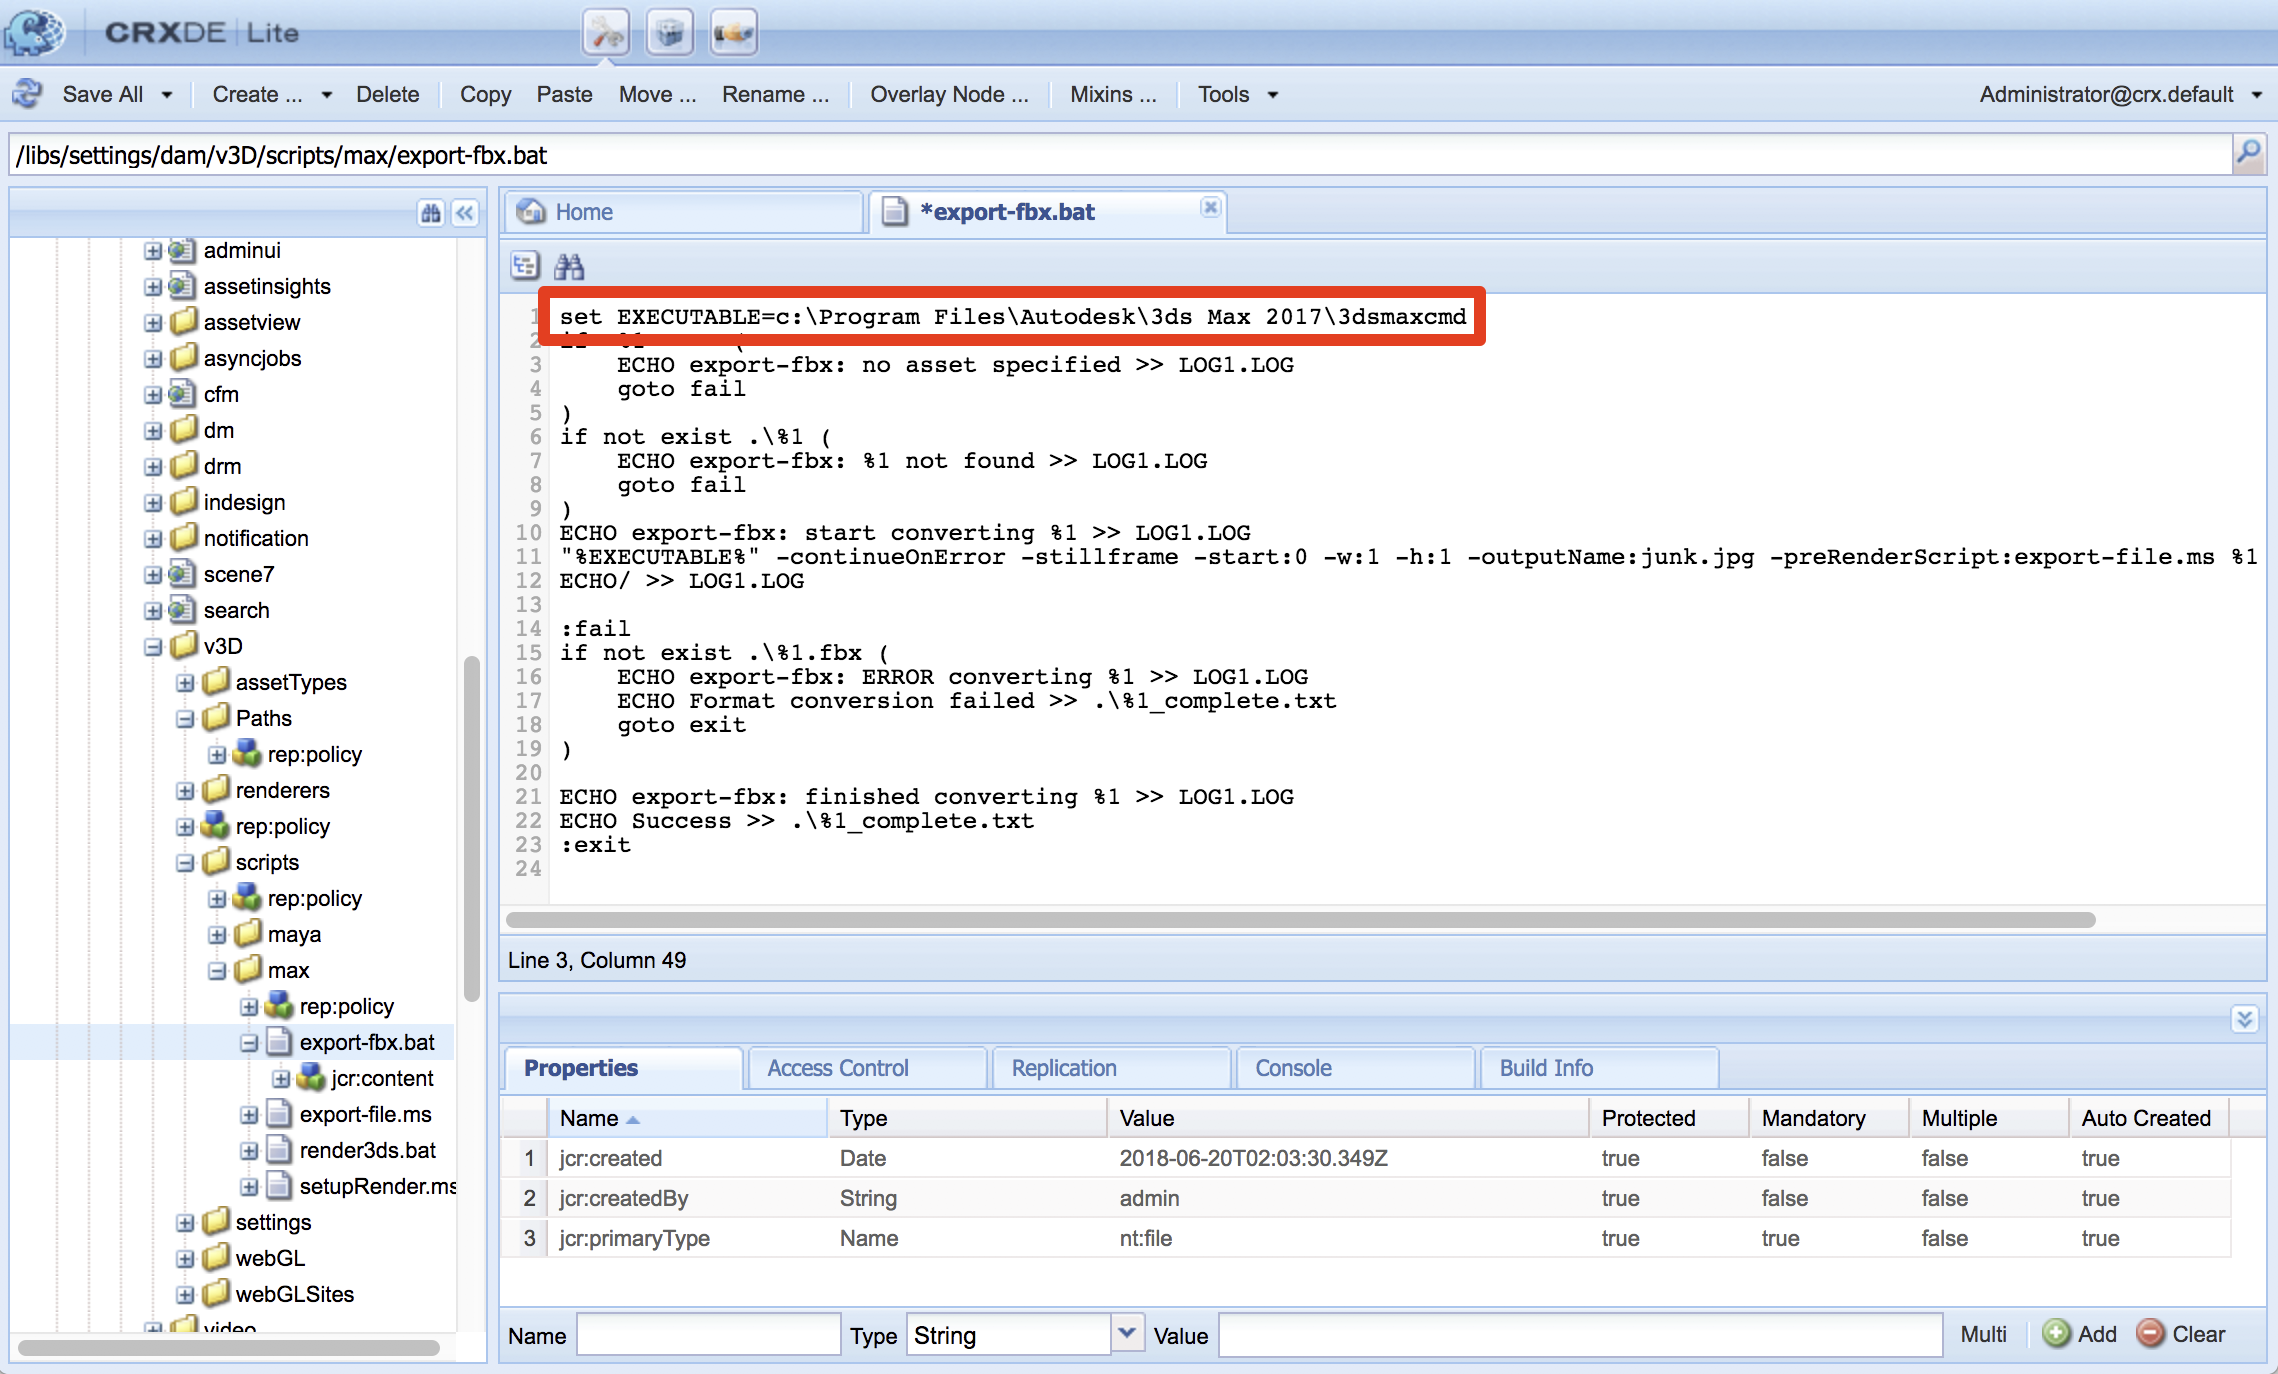 CRXDE | Lite
Save All Create ... Delete Copy Paste Move ... Rename ... Overlay Node ... Mixins ... Tools Administrator@crx.default
/libs/settings/dam/v3D/scripts/max/export-fbx.bat
adminui
assetinsights
assetview
asyncjobs
cfm
dm
drm
indesign
notification
scene7
search
v3D
assetTypes
Paths
rep:policy
renderers
rep:policy
scripts
rep:policy
maya
max
rep:policy
export-fbx.bat
jcr:content
export-file.ms
render3ds.bat
setupRender.ms
settings
webGL
webGLSites
video
Home *export-fbx.bat
1 set EXECUTABLE=c:\Program Files\Autodesk\3ds Max 2017\3dsmaxcmd
2
3 ECHO export-fbx: no asset specified >> LOG1.LOG
4 goto fail
5 )
6 if not exist .\%1 (
7 ECHO export-fbx: %1 not found >> LOG1.LOG
8 goto fail
9 )
10 ECHO export-fbx: start converting %1 >> LOG1.LOG
11 "%EXECUTABLE%" -continueOnError -stillframe -start:0 -w:1 -h:1 -outputName:junk.jpg -preRenderScript:export-file.ms %1
12 ECHO/ >> LOG1.LOG
13
14 :fail
15 if not exist .\%1.fbx (
16 ECHO export-fbx: ERROR converting %1 >> LOG1.LOG
17 ECHO Format conversion failed >> .\%1_complete.txt
18 goto exit
19 )
20
21 ECHO export-fbx: finished converting %1 >> LOG1.LOG
22 ECHO Success >> .\%1_complete.txt
23 :exit
24
Line 3, Column 49
Properties Access Control Replication Console Build Info
Name Type Value Protected Mandatory Multiple Auto Created
1 jcr:created Date 2018-06-20T02:03:30.349Z true false false true
2 jcr:createdBy String admin true false false true
3 jcr:primaryType Name nt:file true true false true
Name Type String Value Multi Add Clear